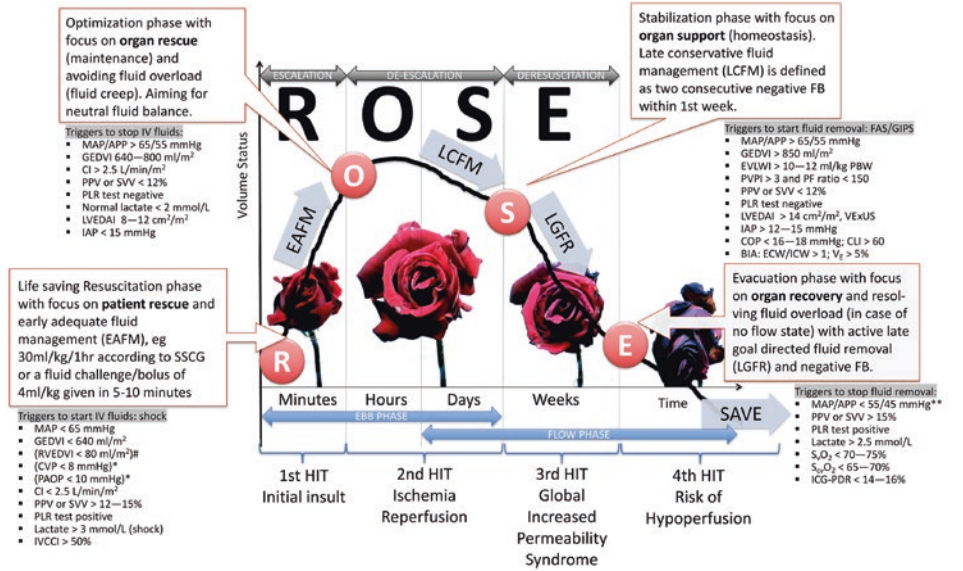 Optimization phase with
focus on organ rescue
(maintenance) and
avoiding fluid overload
(fluid creep). Aiming for
neutral fluid balance.
Triggers to stop IV fluids:
▪ MAP/APP > 65/55 mmHg
▪ GEDVI 640—800 ml/m²
▪ CI > 2.5 L/min/m²
▪ PPV or SVV < 12%
▪ PLR test negative
▪ Normal lactate < 2 mmol/L
▪ LVEDAI 8—12 cm²/m²
▪ IAP < 15 mmHg
Life saving Resuscitation phase
with focus on patient rescue and
early adequate fluid
management (EAFM), eg
30ml/kg/1hr according to SSCG
or a fluid challenge/bolus of
4ml/kg given in 5-10 minutes
Triggers to start IV fluids: shock
▪ MAP < 65 mmHg
▪ GEDVI < 640 ml/m²
▪ (RVEDVI < 80 ml/m²)#
▪ (CVP < 8 mmHg)*
▪ (PAOP < 10 mmHg)*
▪ CI < 2.5 L/min/m²
▪ PPV or SVV > 12—15%
▪ PLR test positive
▪ Lactate > 3 mmol/L (shock)
▪ IVCCI > 50%
ESCALATION
DE-ESCALATION
DERESUSCITATION
R O S E
Volume Status
EAFM
LCFM
LGFR
R
O
S
E
Minutes
Hours
Days
Weeks
Time
SAVE
EBB PHASE
FLOW PHASE
1st HIT
Initial insult
2nd HIT
Ischemia
Reperfusion
3rd HIT
Global
Increased
Permeability
Syndrome
4th HIT
Risk of
Hypoperfusion
Stabilization phase with focus on
organ support (homeostasis).
Late conservative fluid
management (LCFM) is defined
as two consecutive negative FB
within 1st week.
Triggers to start fluid removal: FAS/GIPS
▪ MAP/APP > 65/55 mmHg
▪ GEDVI > 850 ml/m²
▪ EVLWI > 10—12 ml/kg PBW
▪ PVPI > 3 and PF ratio < 150
▪ PPV or SVV < 12%
▪ PLR test negative
▪ LVEDAI > 14 cm²/m², VExUS
▪ IAP > 12—15 mmHg
▪ COP < 16—18 mmHg; CLI > 60
▪ BIA: ECW/ICW > 1; VE > 5%
Evacuation phase with focus
on organ recovery and resol-
ving fluid overload (in case of
no flow state) with active late
goal directed fluid removal
(LGFR) and negative FB.
Triggers to stop fluid removal:
▪ MAP/APP < 55/45 mmHg**
▪ PPV or SVV > 15%
▪ PLR test positive
▪ Lactate > 2.5 mmol/L
▪ SvO₂ < 70—75%
▪ ScvO₂ < 65—70%
▪ ICG-PDR < 14—16%